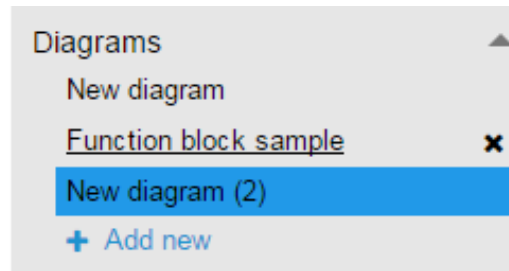 Diagrams
New diagram
Function block sample
New diagram (2)
Add new